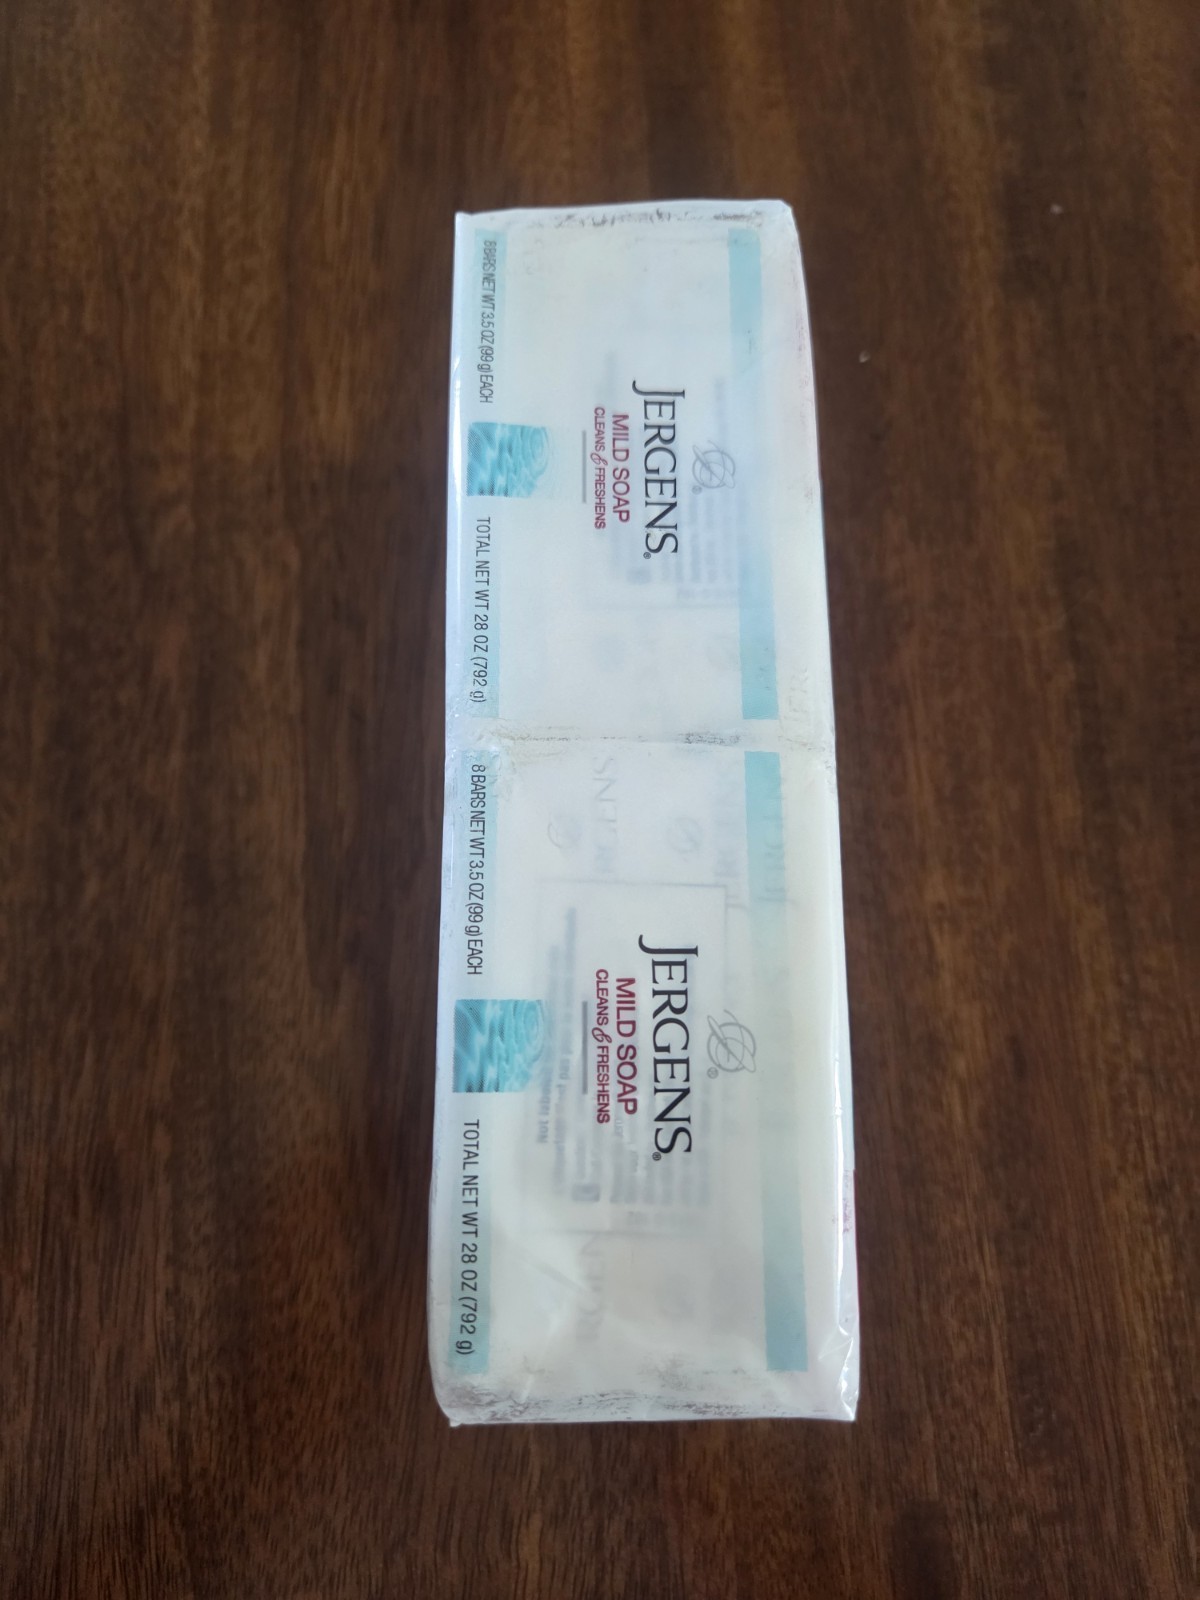 JERGENS®
MILD SOAP
CLEANS & FRESHENS
8 BARS NET WT 3.5 OZ (99 g) EACH
TOTAL NET WT 28 OZ (792 g)
JERGENS®
MILD SOAP
CLEANS & FRESHENS
8 BARS NET WT 3.5 OZ (99 g) EACH
TOTAL NET WT 28 OZ (792 g)